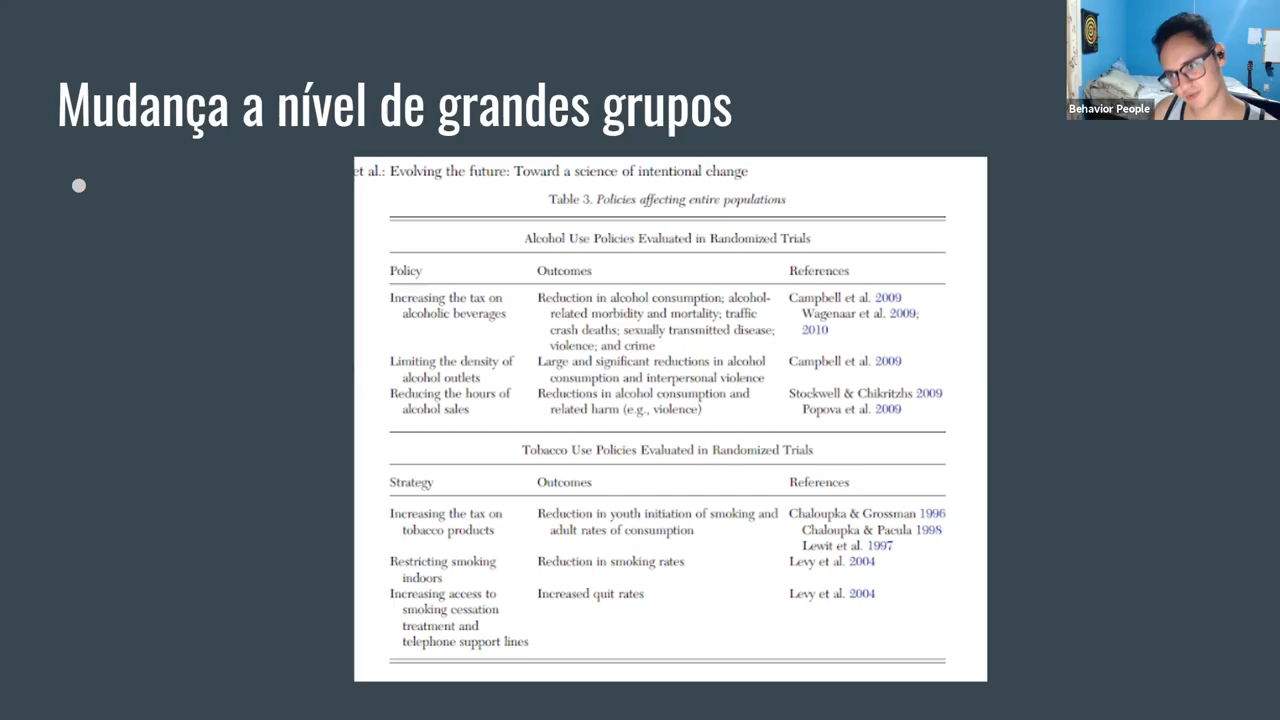 Mudança a nível de grandes grupos
Behavior People
et al.: Evolving the future: Toward a science of intentional change
Table 3. Policies affecting entire populations
Alcohol Use Policies Evaluated in Randomized Trials
Policy Outcomes References
Increasing the tax on Reduction in alcohol consumption; alcohol- Campbell et al. 2009
alcoholic beverages related morbidity and mortality; traffic Wagenaar et al. 2009;
crash deaths; sexually transmitted disease; 2010
violence; and crime
Limiting the density of Large and significant reductions in alcohol Campbell et al. 2009
alcohol outlets consumption and interpersonal violence
Reducing the hours of Reductions in alcohol consumption and Stockwell & Chikritzhs 2009
alcohol sales related harm (e.g., violence) Popova et al. 2009
Tobacco Use Policies Evaluated in Randomized Trials
Strategy Outcomes References
Increasing the tax on Reduction in youth initiation of smoking and Chaloupka & Grossman 1996
tobacco products adult rates of consumption Chaloupka & Pacula 1998
Lewit et al. 1997
Restricting smoking Reduction in smoking rates Levy et al. 2004
indoors
Increasing access to Increased quit rates Levy et al. 2004
smoking cessation
treatment and
telephone support lines